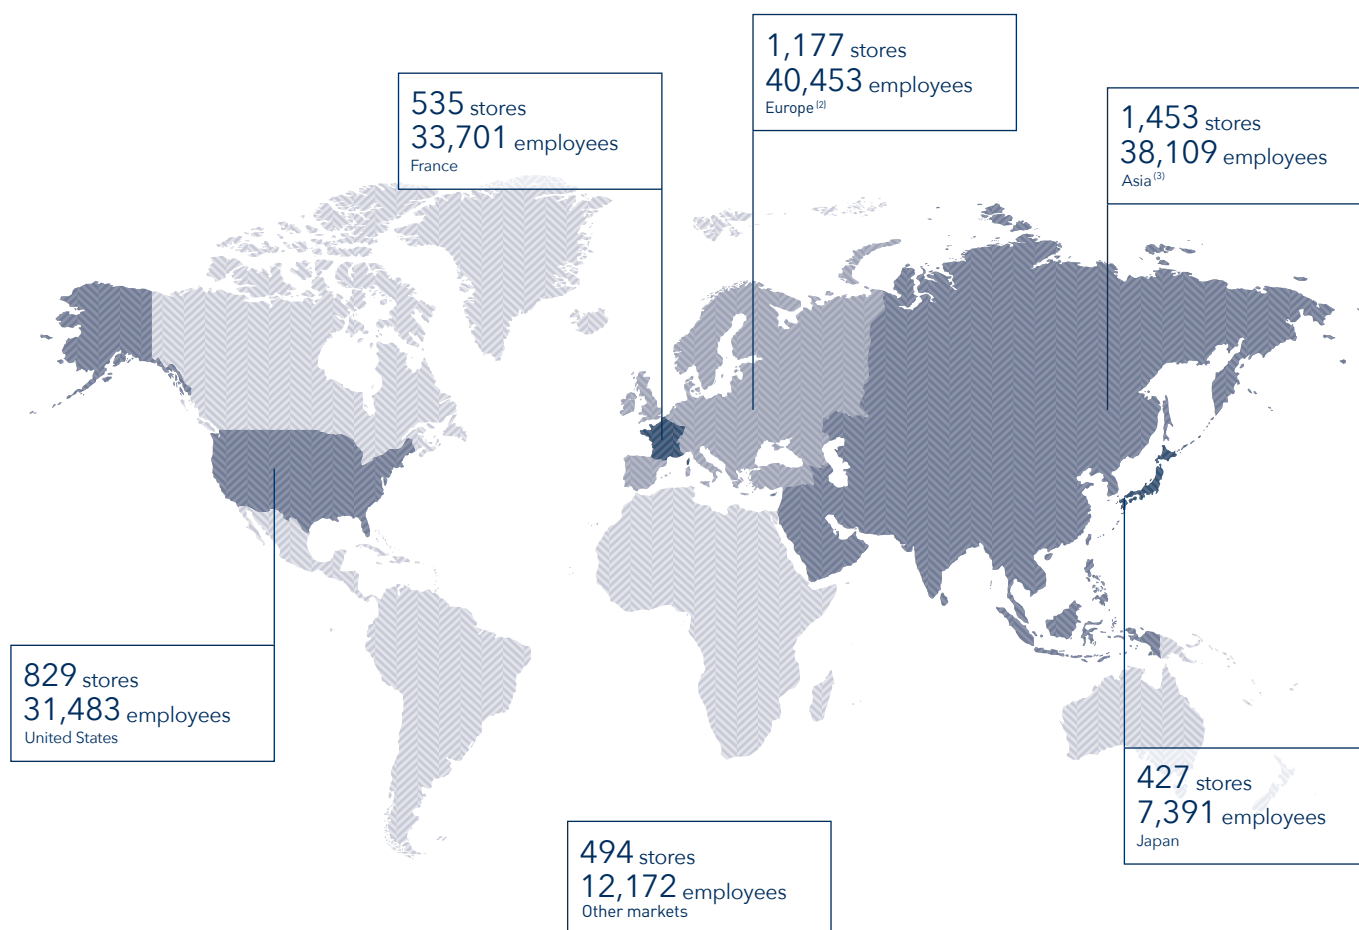 1,177 stores
40,453 employees
Europe (2)
535 stores
33,701 employees
France
1,453 stores
38,109 employees
Asia (3)
829 stores
31,483 employees
United States
427 stores
7,391 employees
Japan
494 stores
12,172 employees
Other markets